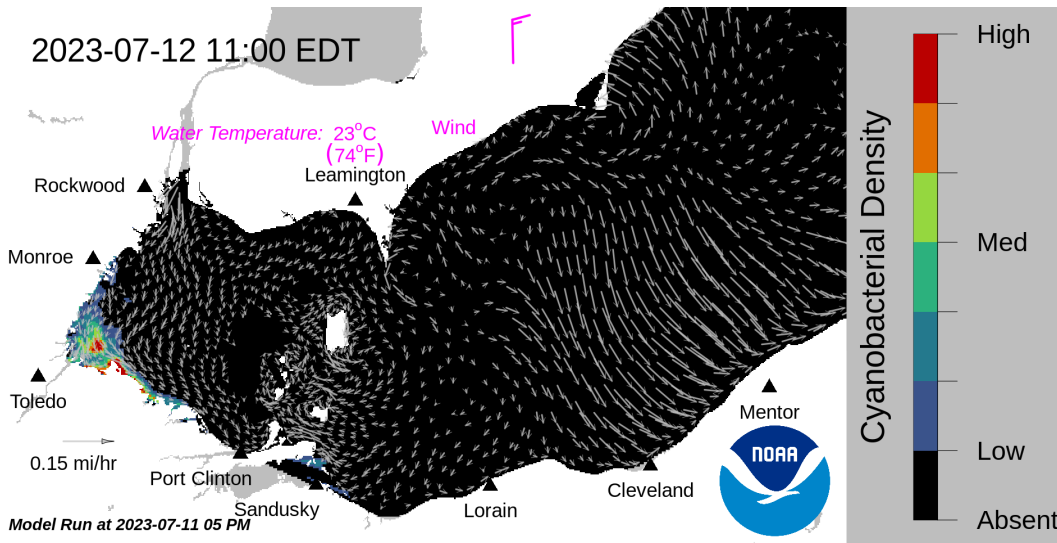 2023-07-12 11:00 EDT
High
Wind
Water Temperature: 23°C
(74°F)
Leamington
Rockwood
Monroe
Med
Cyanobacterial Density
Toledo
Mentor
NOAA
0.15 mi/hr
Port Clinton
Low
Cleveland
Sandusky
Lorain
Absent
Model Run at 2023-07-11 05 PM